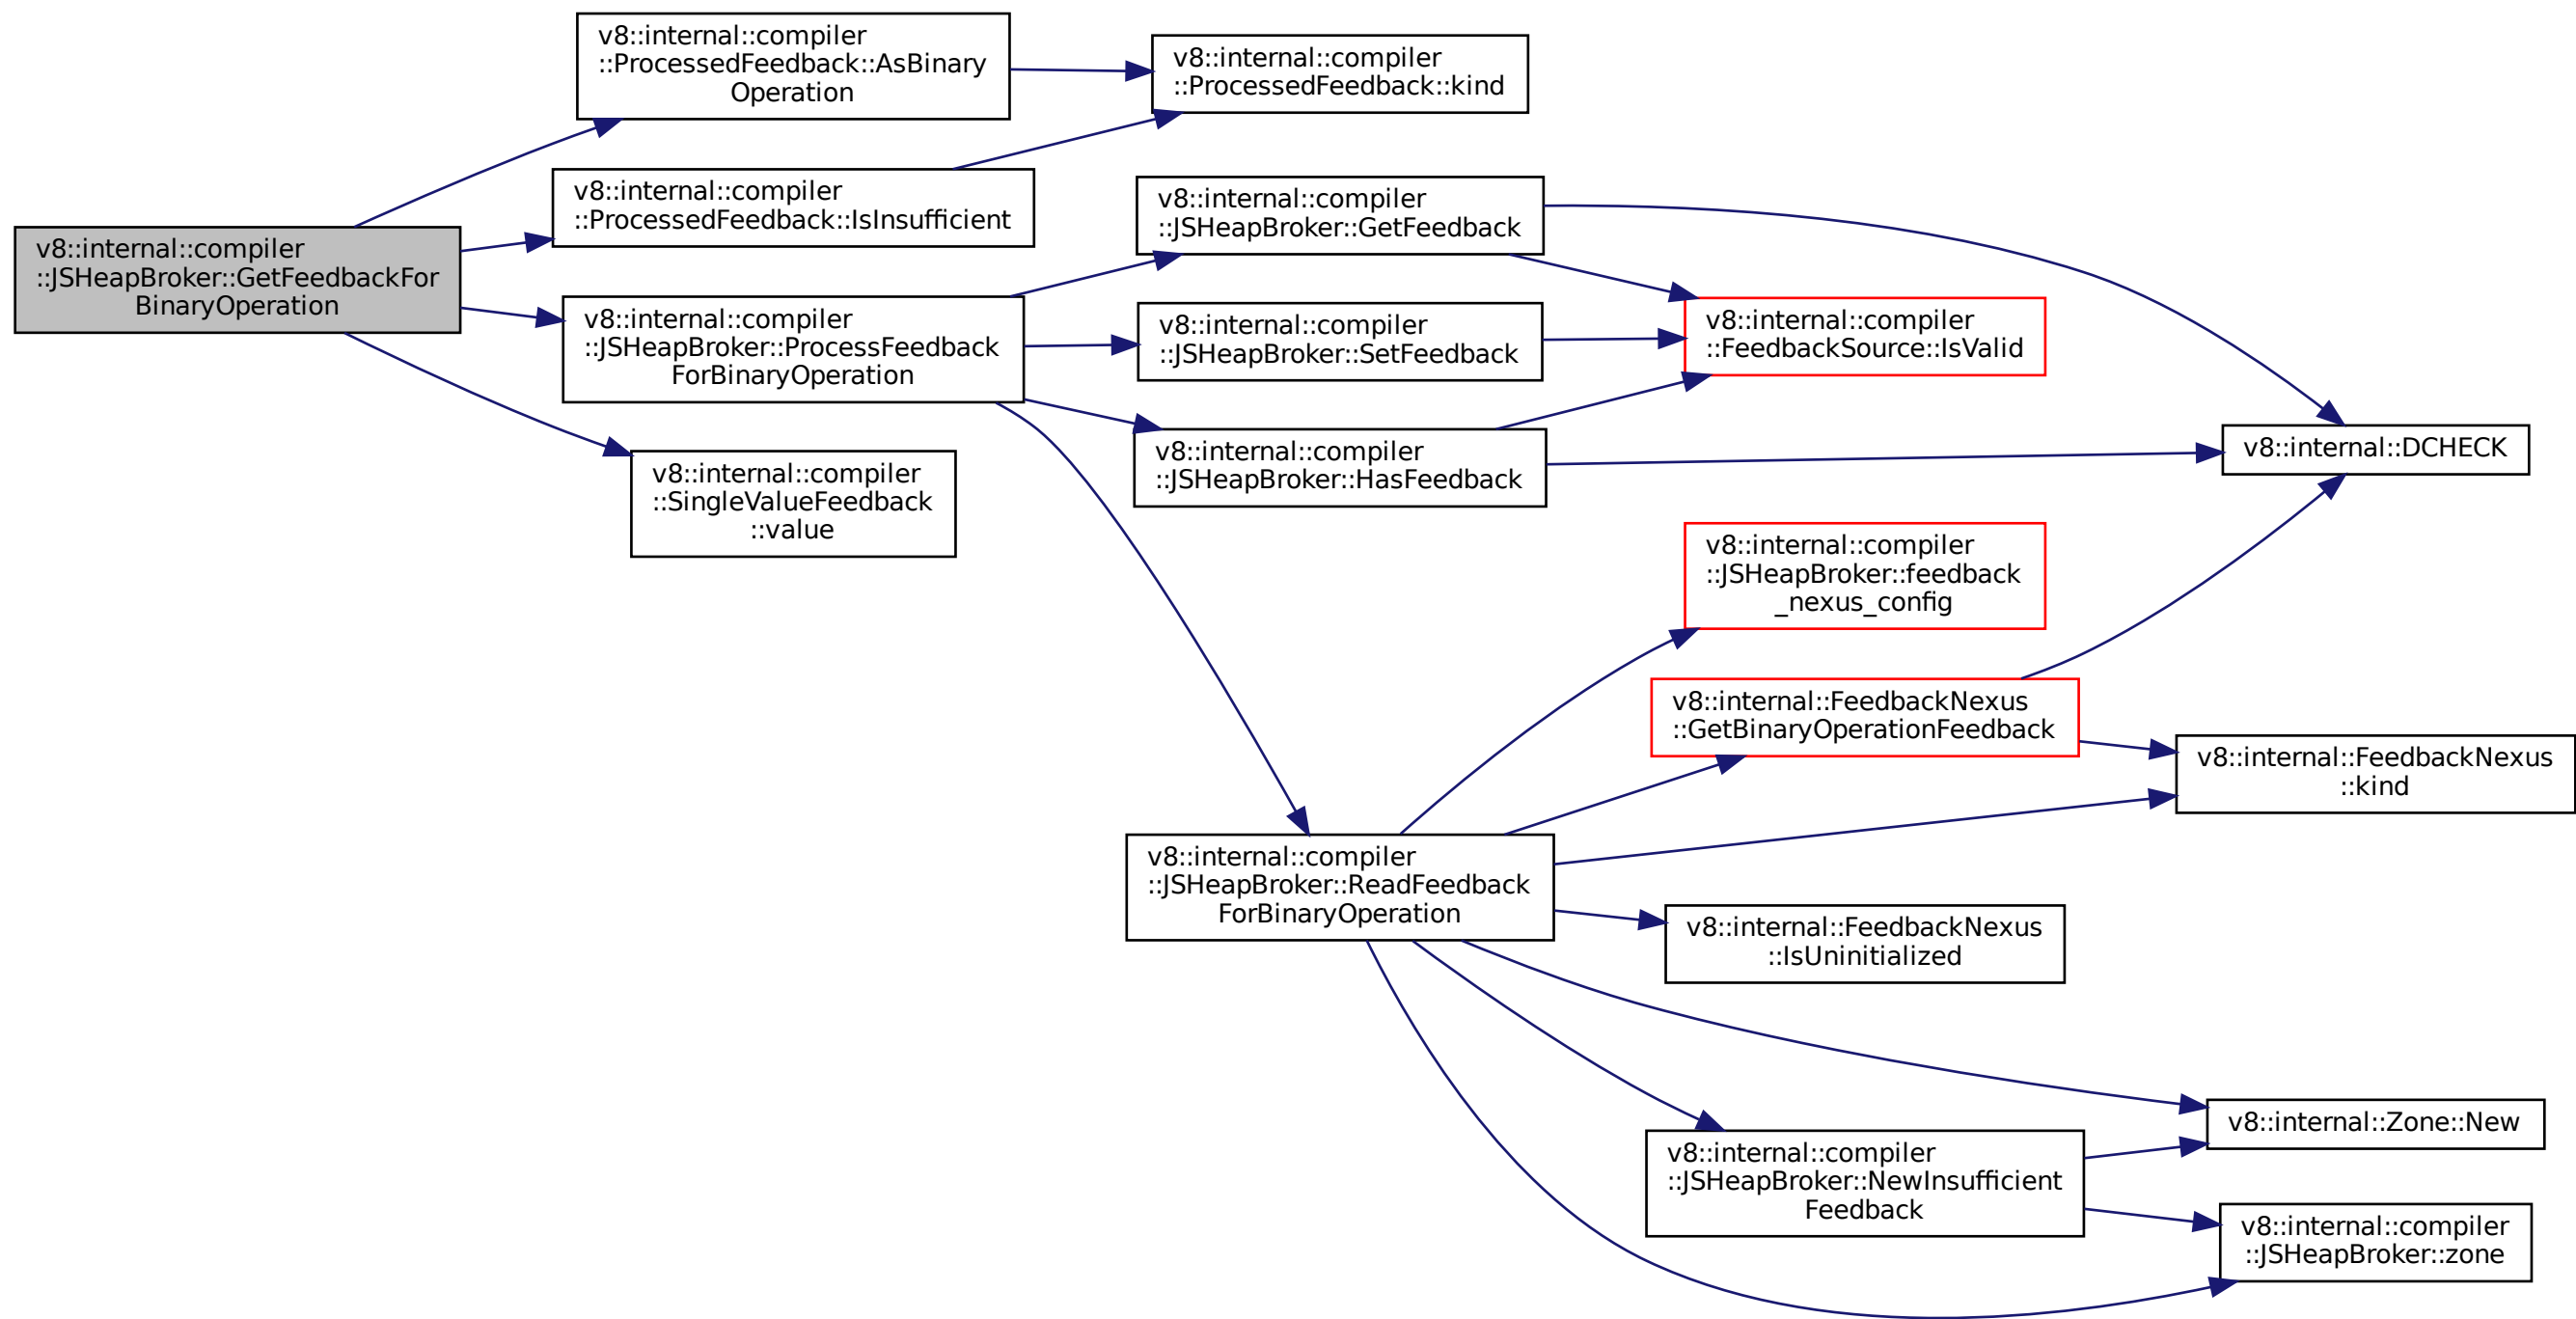 v8::internal::compiler
::ProcessedFeedback::AsBinary
Operation
v8::internal::compiler
::ProcessedFeedback::kind
v8::internal::compiler
::ProcessedFeedback::IsInsufficient
v8::internal::compiler
::JSHeapBroker::GetFeedback
v8::internal::compiler
::JSHeapBroker::GetFeedbackFor
BinaryOperation
v8::internal::compiler
::JSHeapBroker::ProcessFeedback
ForBinaryOperation
v8::internal::compiler
::JSHeapBroker::SetFeedback
v8::internal::compiler
::FeedbackSource::IsValid
v8::internal::compiler
::SingleValueFeedback
::value
v8::internal::compiler
::JSHeapBroker::HasFeedback
v8::internal::DCHECK
v8::internal::compiler
::JSHeapBroker::feedback
_nexus_config
v8::internal::FeedbackNexus
::GetBinaryOperationFeedback
v8::internal::FeedbackNexus
::kind
v8::internal::compiler
::JSHeapBroker::ReadFeedback
ForBinaryOperation
v8::internal::FeedbackNexus
::IsUninitialized
v8::internal::Zone::New
v8::internal::compiler
::JSHeapBroker::NewInsufficient
Feedback
v8::internal::compiler
::JSHeapBroker::zone